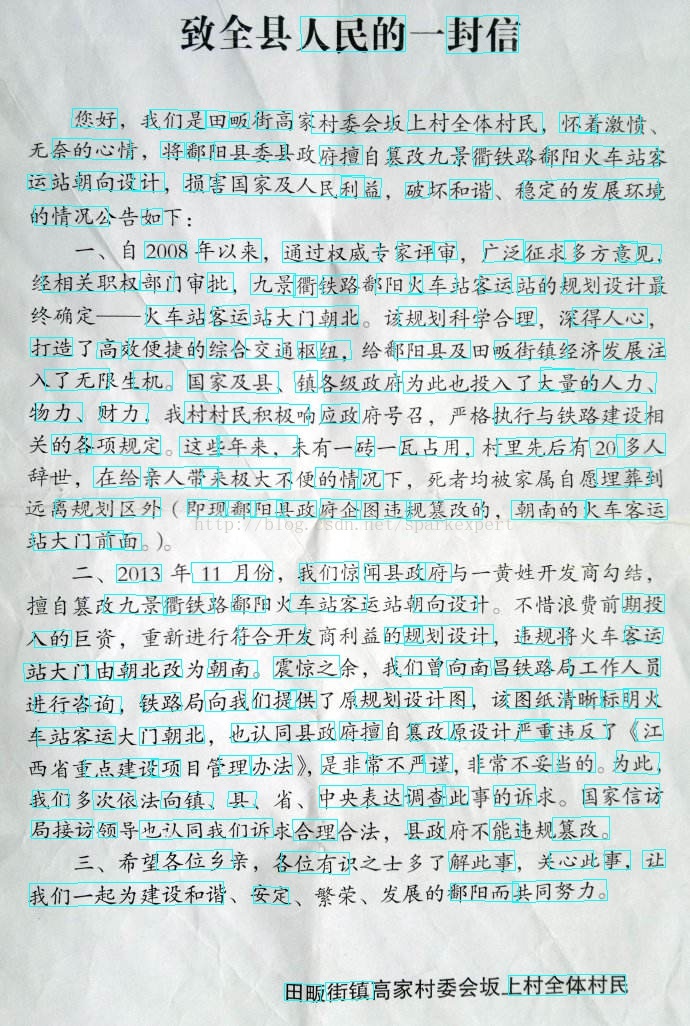 致全县人民的一封信
您好，我们是田畈街高家村委会坂上村全体村民，怀着激愤、
无奈的心情，将鄱阳县委县政府擅自篡改九景衢铁路鄱阳火车站客
运站朝向设计，损害国家及人民利益，破坏和谐、稳定的发展环境
的情况公告如下：
一、自 2008 年以来，通过权威专家评审，广泛征求多方意见，
经相关职权部门审批，九景衢铁路鄱阳火车站客运站的规划设计最
终确定——火车站客运站大门朝北。该规划科学合理，深得人心，
打造了高效便捷的综合交通枢纽，给鄱阳县及田畈街镇经济发展注
入了无限生机。国家及县、镇各级政府为此也投入了大量的人力、
物力、财力，我村村民积极响应政府号召，严格执行与铁路建设相
关的各项规定。这些年来，未有一砖一瓦占用，村里先后有 20 多人
辞世，在给亲人带来极大不便的情况下，死者均被家属自愿埋葬到
远离规划区外（即现鄱阳县政府企图违规篡改的，朝南的火车客运
http://blog.csdn.net/Sparkexpert
站大门前面。）。
二、2013 年 11 月份，我们惊闻县政府与一黄姓开发商勾结，
擅自篡改九景衢铁路鄱阳火车站客运站朝向设计。不惜浪费前期投
入的巨资，重新进行符合开发商利益的规划设计，违规将火车客运
站大门由朝北改为朝南。震惊之余，我们曾向南昌铁路局工作人员
进行咨询，铁路局向我们提供了原规划设计图，该图纸清晰标明火
车站客运大门朝北，也认同县政府擅自篡改原设计严重违反了《江
西省重点建设项目管理办法》，是非常不严谨，非常不妥当的。为此，
我们多次依法向镇、县、省、中央表达调查此事的诉求。国家信访
局接访领导也认同我们诉求合理合法，县政府不能违规篡改。
三、希望各位乡亲，各位有识之士多了解此事，关心此事，让
我们一起为建设和谐、安定、繁荣、发展的鄱阳而共同努力。
田畈街镇高家村委会坂上村全体村民